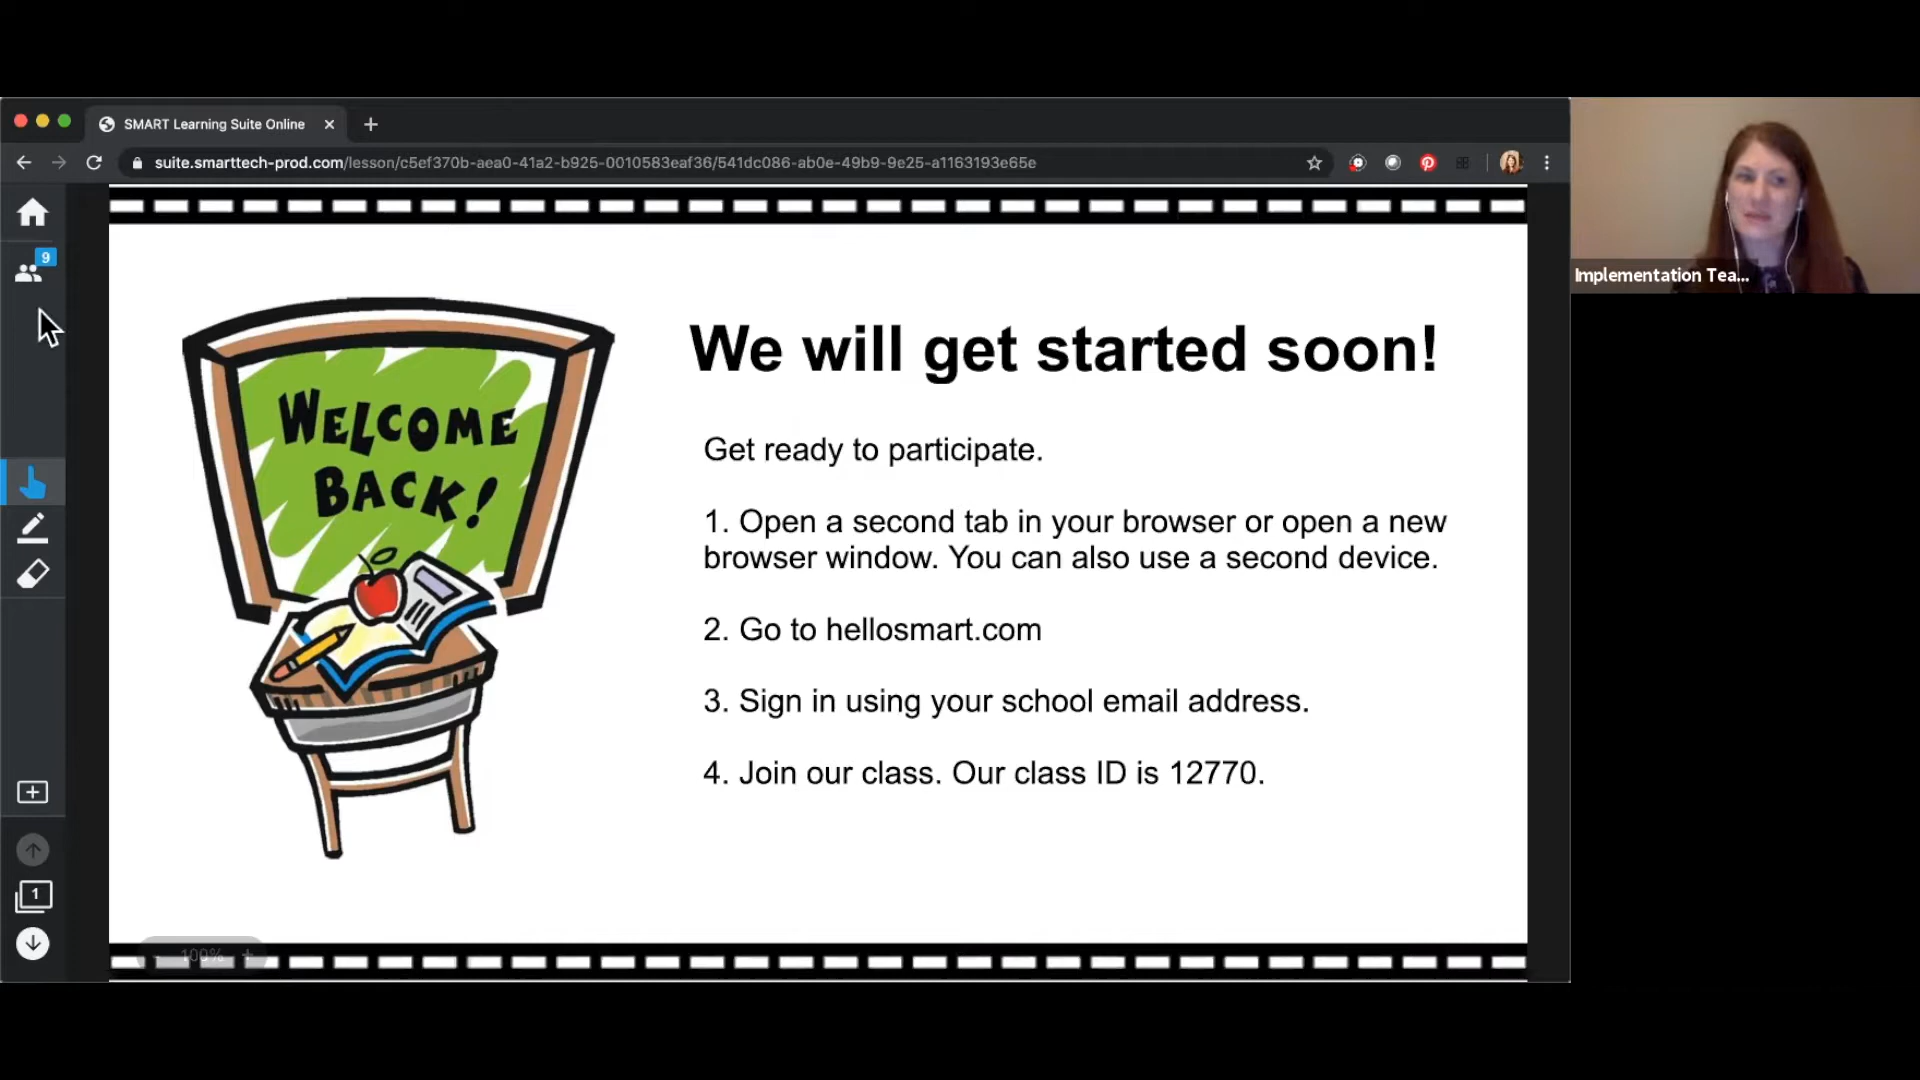 SMART Learning Suite Online
suite.smarttech-prod.com/lesson/c5ef370b-aea0-41a2-b925-0010583eaf36/541dc086-ab0e-49b9-9e25-a1163193e65e
9
WELCOME
BACK!
We will get started soon!
Get ready to participate.
1. Open a second tab in your browser or open a new
browser window. You can also use a second device.
2. Go to hellosmart.com
3. Sign in using your school email address.
4. Join our class. Our class ID is 12770.
1
- 100% +
Implementation Tea...